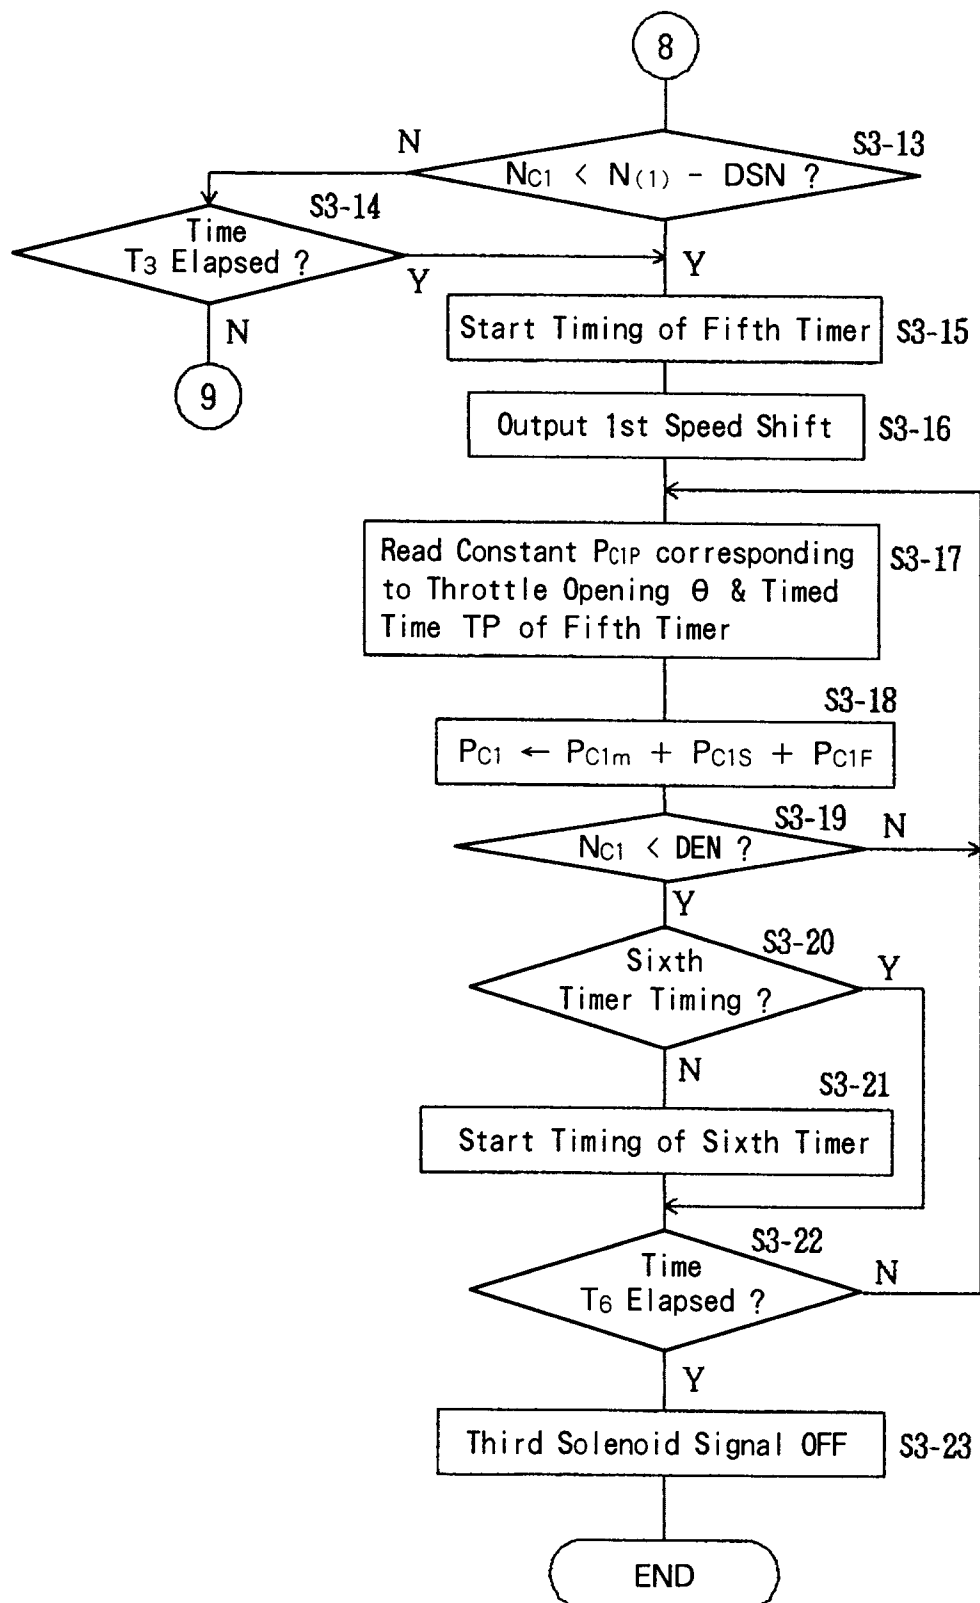 8
N
S3-13
NC1 < N(1) - DSN ?
S3-14
Time
T3 Elapsed ?
Y
Y
N
Start Timing of Fifth Timer
S3-15
9
Output 1st Speed Shift
S3-16
Read Constant PC1P corresponding
to Throttle Opening θ & Timed
Time TP of Fifth Timer
S3-17
S3-18
PC1 ← PC1m + PC1S + PC1F
S3-19
N
NC1 < DEN ?
Y
S3-20
Sixth
Timer Timing ?
Y
N
S3-21
Start Timing of Sixth Timer
S3-22
Time
T6 Elapsed ?
N
Y
Third Solenoid Signal OFF
S3-23
END